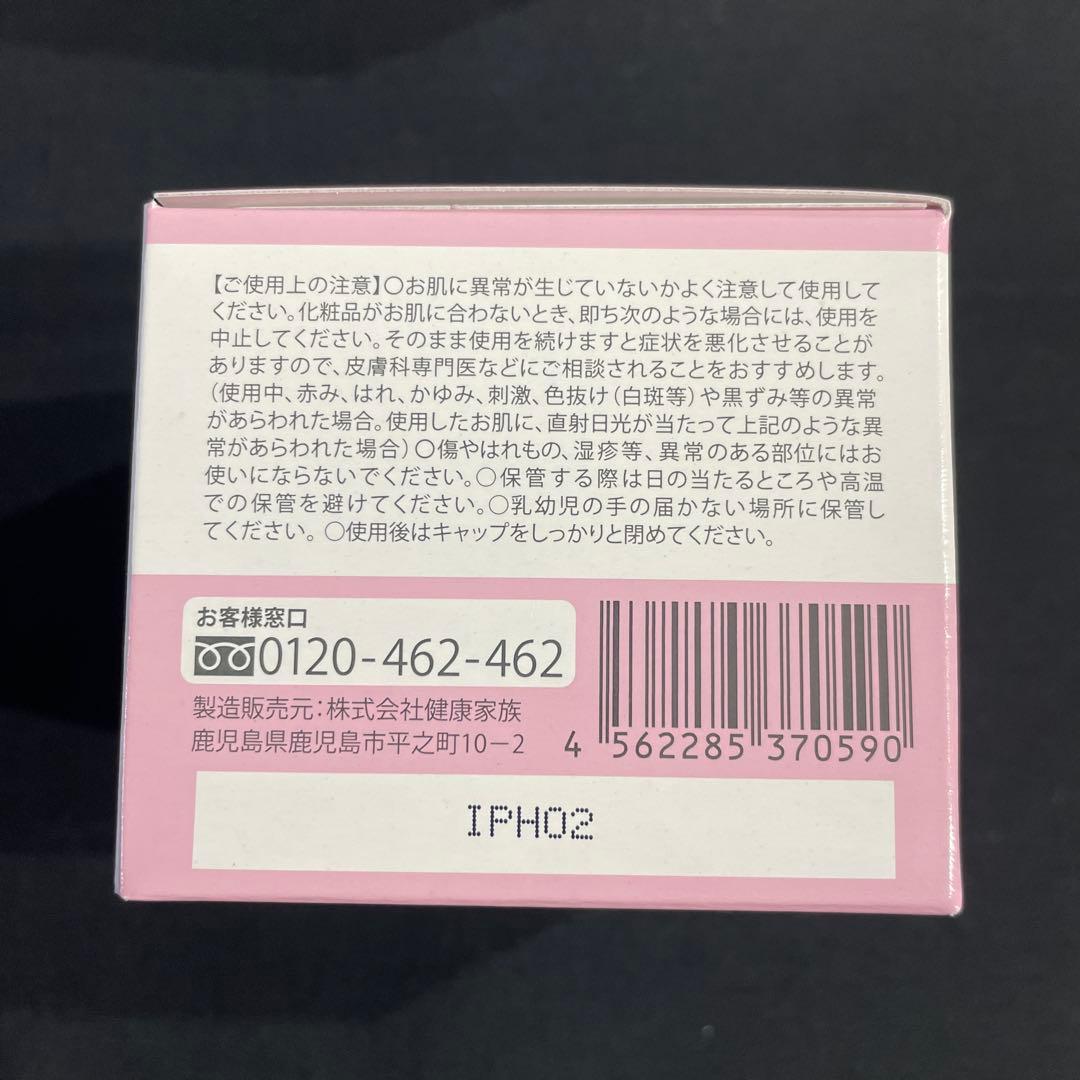 【ご使用上の注意】〇お肌に異常が生じていないかよく注意して使用して
ください。化粧品がお肌に合わないとき、即ち次のような場合には、使用を
中止してください。そのまま使用を続けますと症状を悪化させることが
ありますので、皮膚科専門医などにご相談されることをおすすめします。
（使用中、赤み、はれ、かゆみ、刺激、色抜け（白斑等）や黒ずみ等の異常
があらわれた場合。使用したお肌に、直射日光が当たって上記のような異
常があらわれた場合）〇傷やはれもの、湿疹等、異常のある部位にはお
使いにならないでください。〇保管する際は日の当たるところや高温
での保管を避けてください。〇乳幼児の手の届かない場所に保管し
てください。〇使用後はキャップをしっかりと閉めてください。
お客様窓口
0120-462-462
製造販売元：株式会社健康家族
鹿児島県鹿児島市平之町10−2
4 562285 370590
IPH02